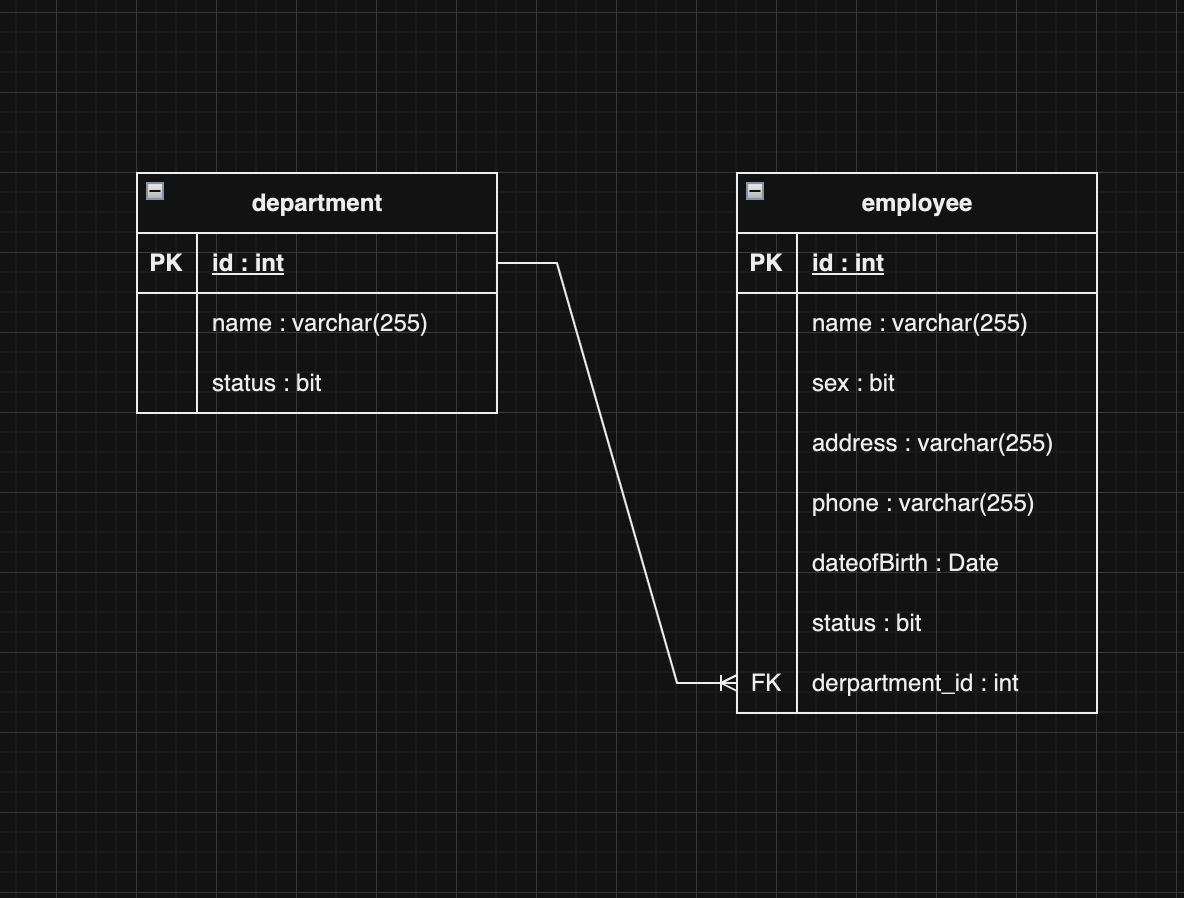 department
PK id : int
name : varchar(255)
status : bit
employee
PK id : int
name : varchar(255)
sex : bit
address : varchar(255)
phone : varchar(255)
dateofBirth : Date
status : bit
FK derpartment_id : int